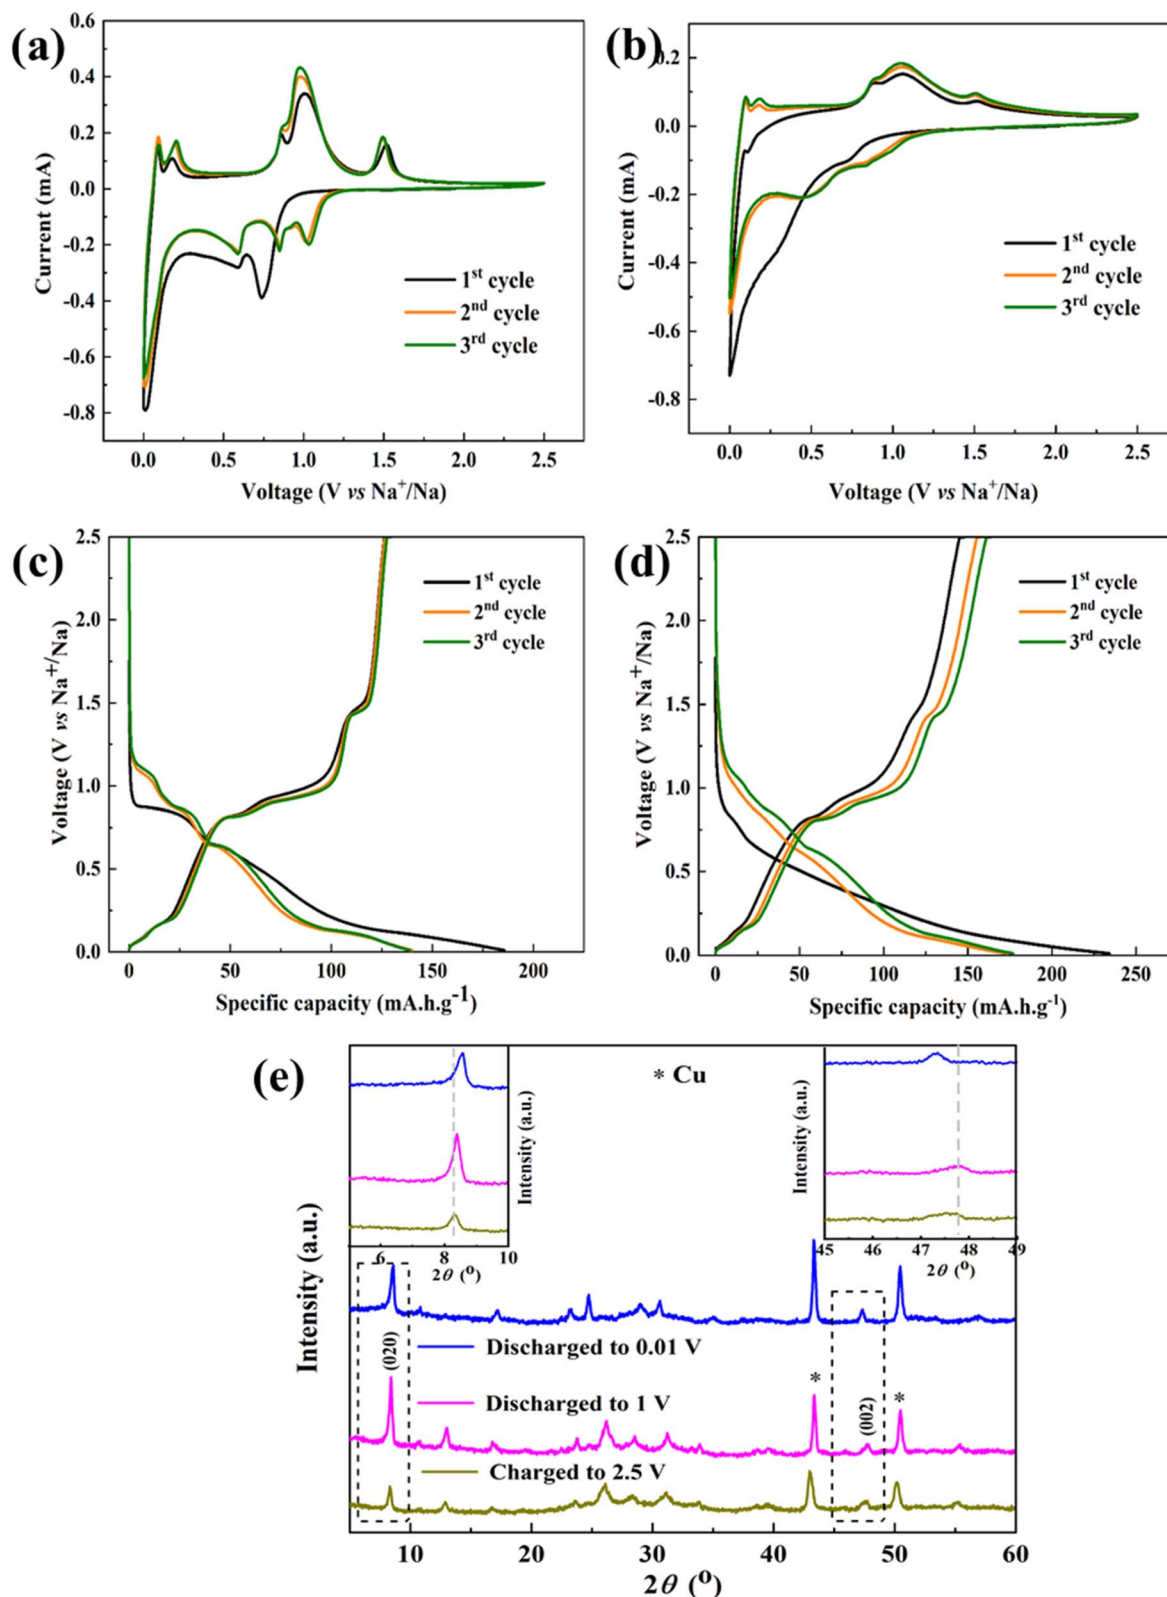 (a)
0.6
0.4
0.2
0.0
-0.2
-0.4
-0.6
-0.8
Current (mA)
1st cycle
2nd cycle
3rd cycle
0.0 0.5 1.0 1.5 2.0 2.5
Voltage (V vs Na+/Na)
(b)
0.2
0.0
-0.2
-0.4
-0.6
-0.8
Current (mA)
1st cycle
2nd cycle
3rd cycle
0.0 0.5 1.0 1.5 2.0 2.5
Voltage (V vs Na+/Na)
(c)
2.5
2.0
1.5
1.0
0.5
0.0
Voltage (V vs Na+/Na)
1st cycle
2nd cycle
3rd cycle
0 50 100 150 200
Specific capacity (mA.h.g-1)
(d)
2.5
2.0
1.5
1.0
0.5
0.0
Voltage (V vs Na+/Na)
1st cycle
2nd cycle
3rd cycle
0 50 100 150 200 250
Specific capacity (mA.h.g-1)
(e)
Intensity (a.u.)
6 8 10
2θ (o)
Intensity (a.u.)
* Cu
Intensity (a.u.)
45 46 47 48 49
2θ (o)
Discharged to 0.01 V
(020)
Discharged to 1 V
*
(002)
*
Charged to 2.5 V
10 20 30 40 50 60
2θ (o)